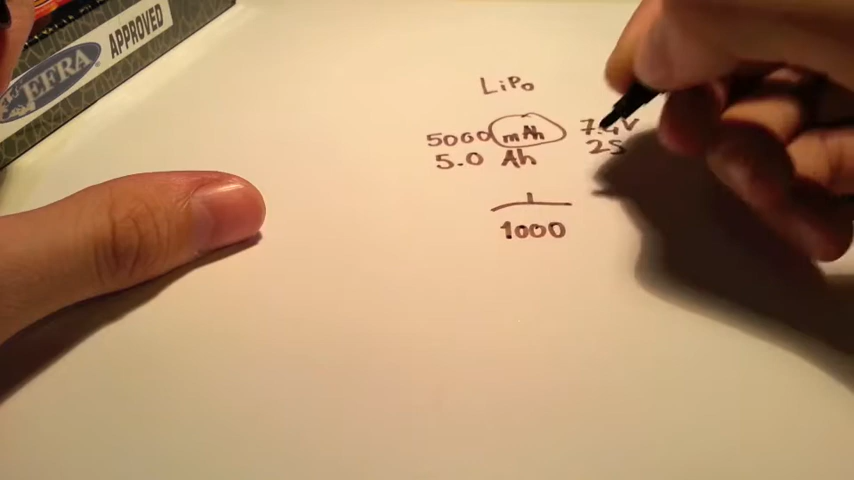 APPROVED
EFRA
LiPo
5000 mAh 7.4V
5.0 Ah 2S
1000